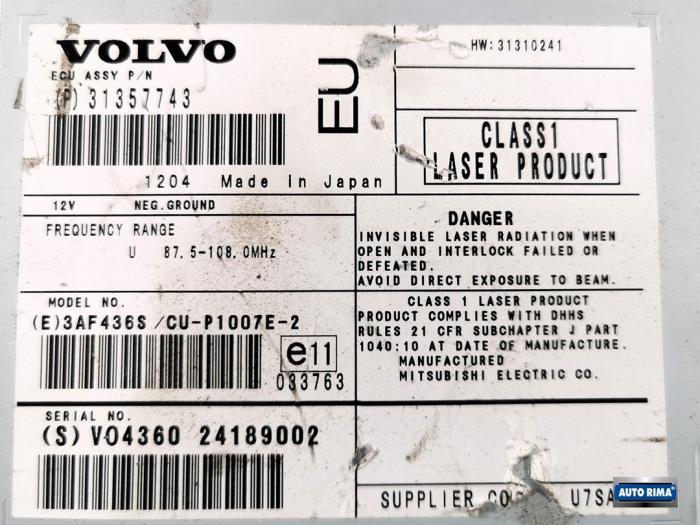 VOLVO
ECU ASSY P/N
(P) 31357743
EU
1204 Made in Japan
HW:31310241
CLASS1
LASER PRODUCT
12V NEG.GROUND
FREQUENCY RANGE
U 87.5-108.0MHz
DANGER
INVISIBLE LASER RADIATION WHEN
OPEN AND INTERLOCK FAILED OR
DEFEATED.
AVOID DIRECT EXPOSURE TO BEAM.
MODEL NO.
(E)3AF436S/CU-P1007E-2
e11
033763
CLASS 1 LASER PRODUCT
PRODUCT COMPLIES WITH DHHS
RULES 21 CFR SUBCHAPTER J PART
1040:10 AT DATE OF MANUFACTURE.
MANUFACTURED
MITSUBISHI ELECTRIC CO.
SERIAL NO.
(S) VO4360 24189002
SUPPLIER
AUTO RIMA